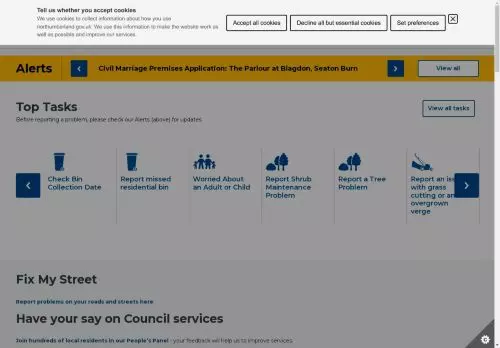 Tell us whether you accept cookies
We use cookies to collect information about how you use
northumberland.gov.uk. We use this information to make the website work as
well as possible and improve our services.
Accept all cookies
Decline all but essential cookies
Set preferences
Alerts
Civil Marriage Premises Application: The Parlour at Blagdon, Seaton Burn
View all
Top Tasks
Before reporting a problem, please check our Alerts (above) for updates.
View all tasks
Check Bin
Collection Date
Report missed
residential bin
Worried About
an Adult or Child
Report Shrub
Maintenance
Problem
Report a Tree
Problem
Report an iss
with grass
cutting or an
overgrown
verge
Fix My Street
Report problems on your roads and streets here
Have your say on Council services
Join hundreds of local residents in our People's Panel - your feedback will help us to improve services.